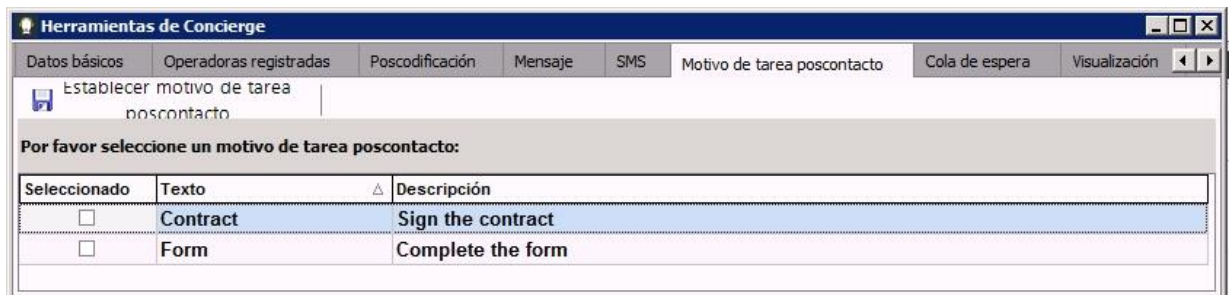 Herramientas de Concierge
Datos básicos Operadoras registradas Poscodificación Mensaje SMS Motivo de tarea poscontacto Cola de espera Visualización
Establecer motivo de tarea
poscontacto
Por favor seleccione un motivo de tarea poscontacto:
Seleccionado Texto Descripción
Contract Sign the contract
Form Complete the form